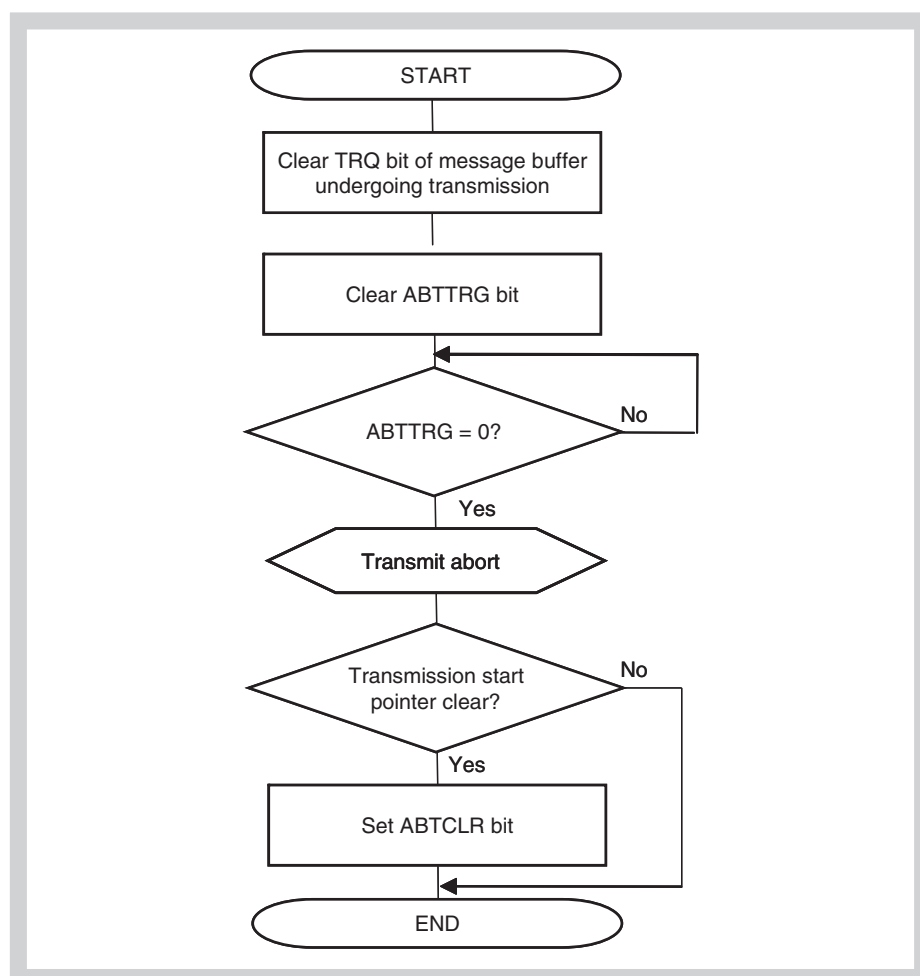 START
Clear TRQ bit of message buffer
undergoing transmission
Clear ABTTRG bit
ABTTRG = 0?
No
Yes
Transmit abort
Transmission start
pointer clear?
No
Yes
Set ABTCLR bit
END